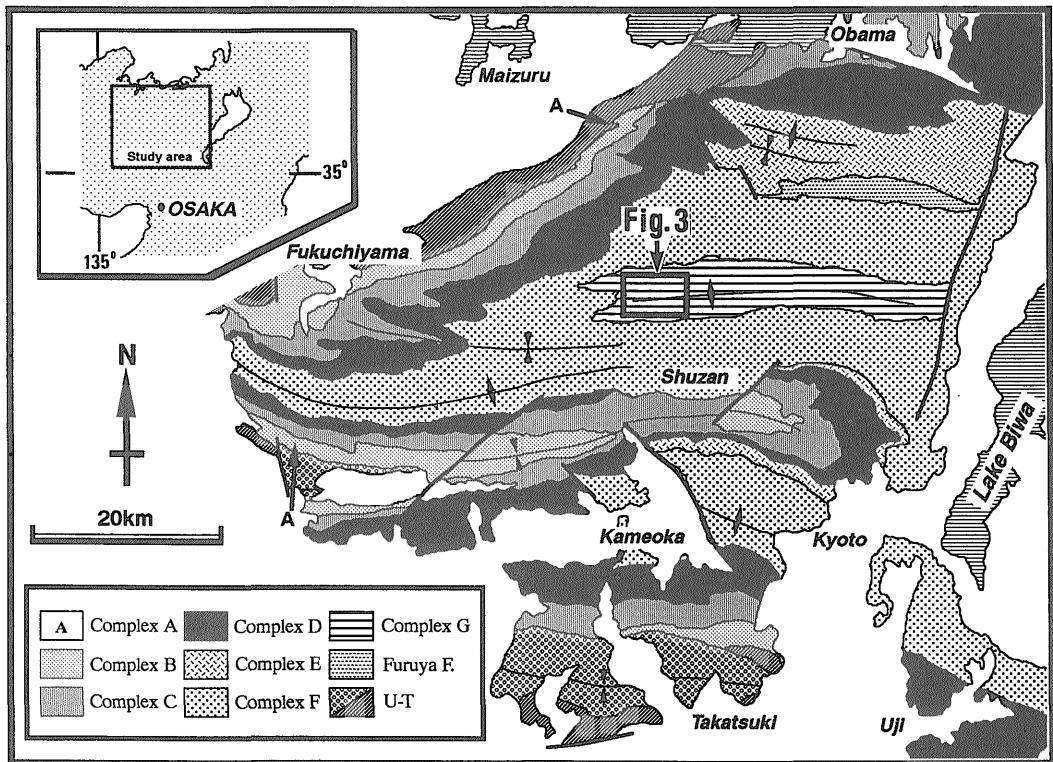 Study area
OSAKA
35°
135°
Maizuru
Obama
A
Fig.3
Fukuchiyama
N
Shuzan
Lake Biwa
A
20km
Kameoka
Kyoto
Takatsuki
Uji
A Complex A
Complex B
Complex C
Complex D
Complex E
Complex F
Complex G
Furuya F.
U-T